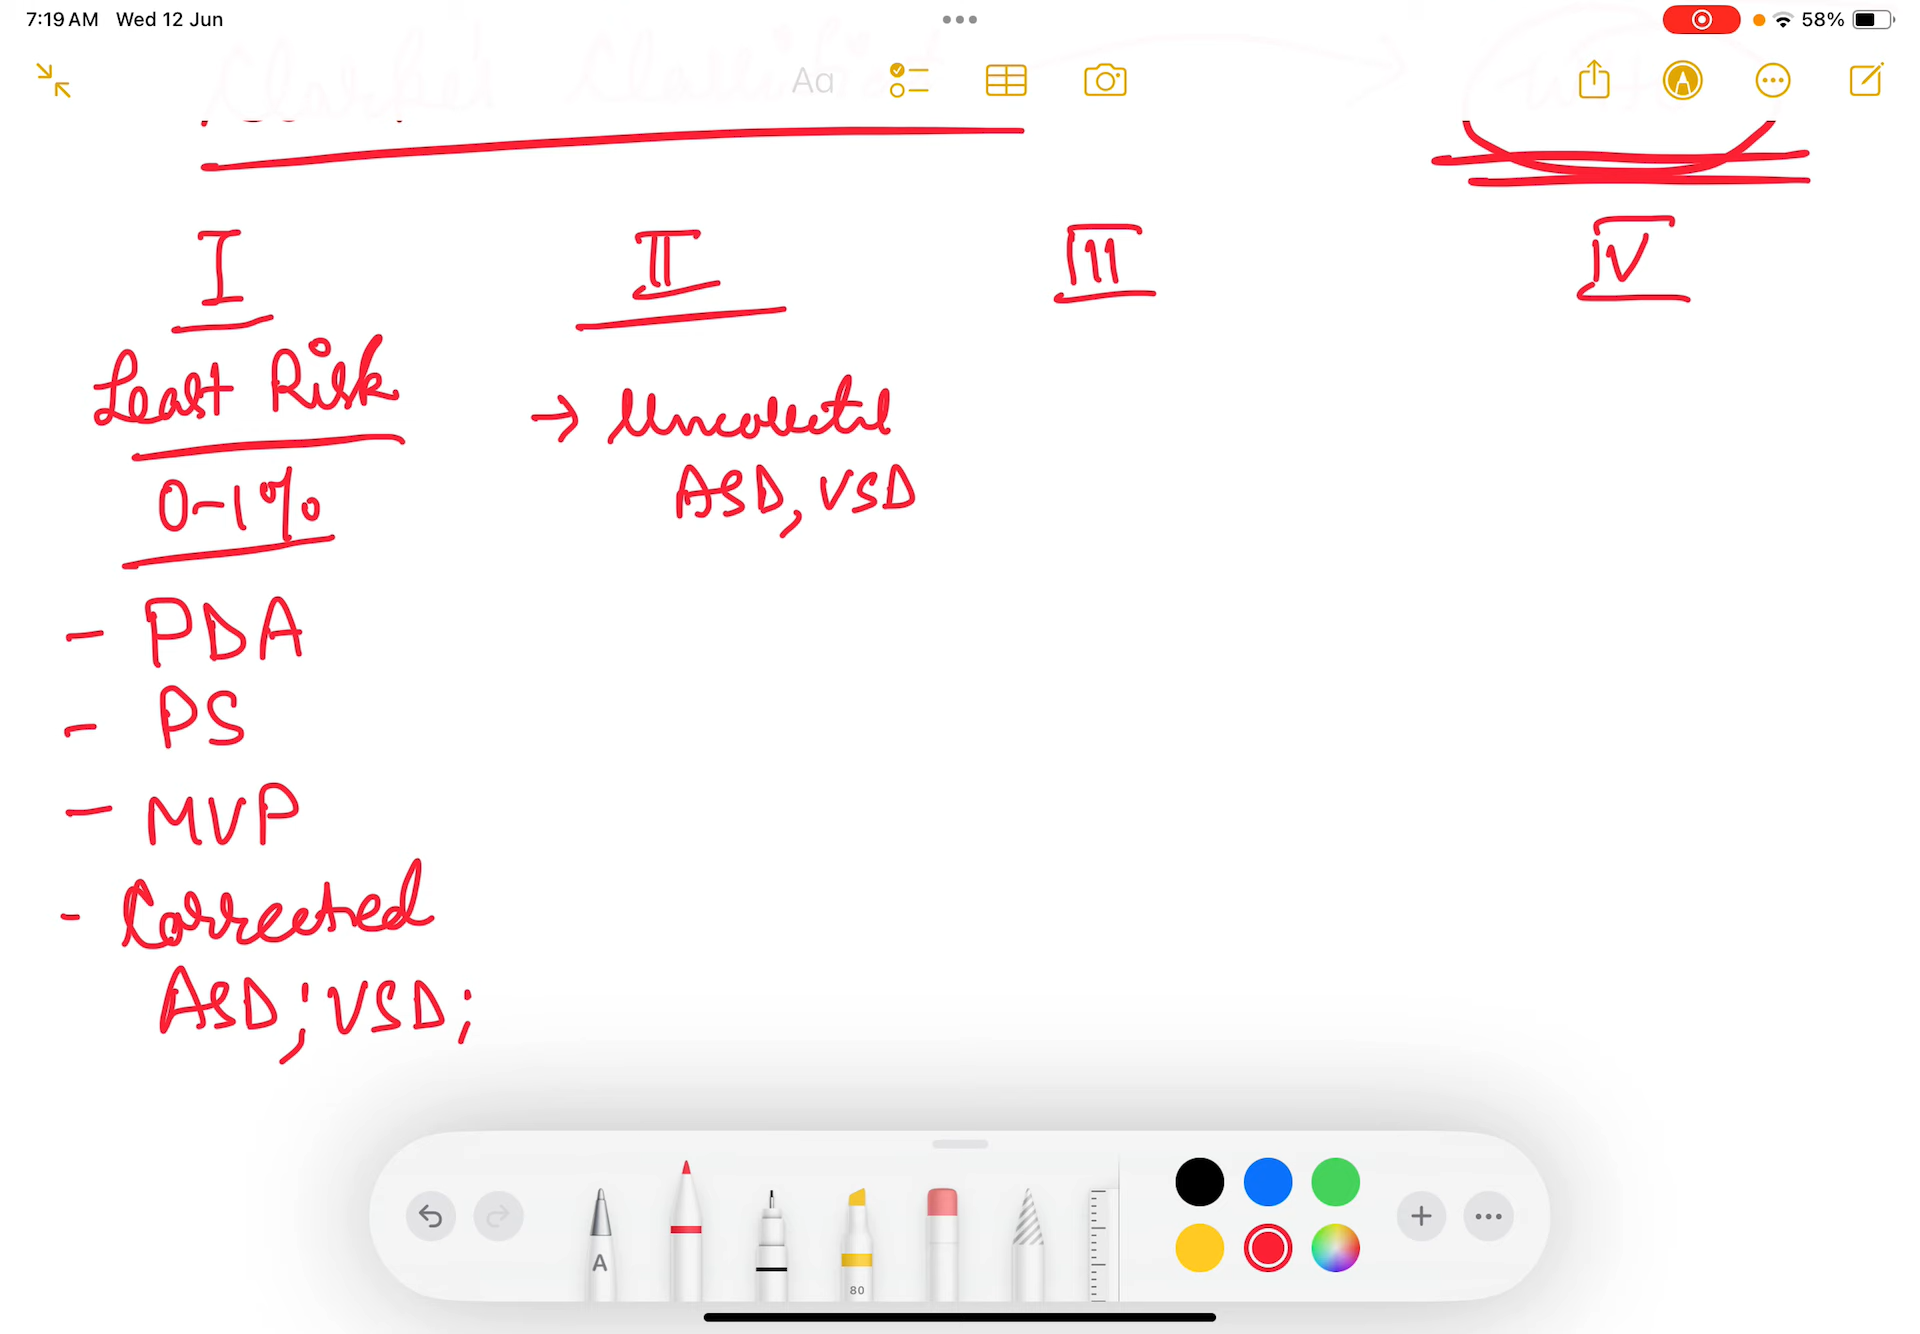 7:19 AM Wed 12 Jun
58%
Aa
I
II
III
IV
Least Risk
0-1%
- PDA
- PS
- MVP
- Corrected
ASD; VSD;
→ Uncorrected
ASD, VSD
A
80